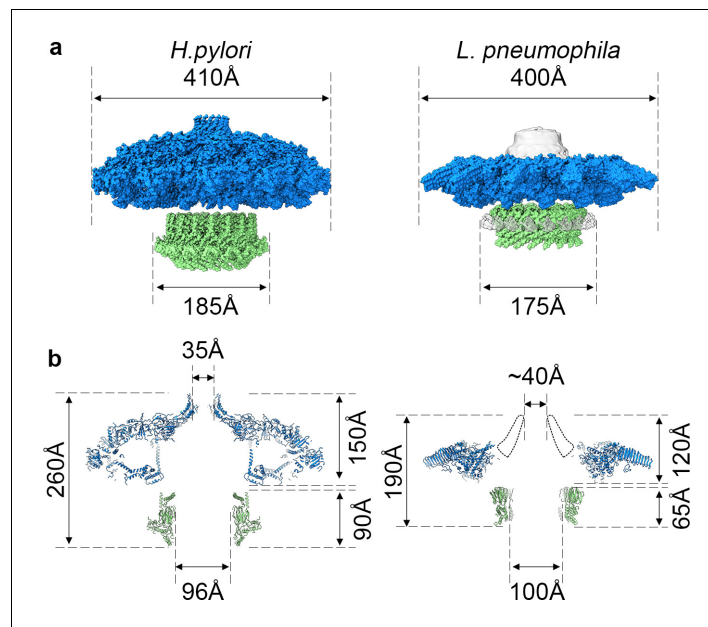 a
H.pylori
L. pneumophila
410Å
400Å
185Å
175Å
b
35Å
~40Å
260Å
150Å
90Å
190Å
120Å
65Å
96Å
100Å